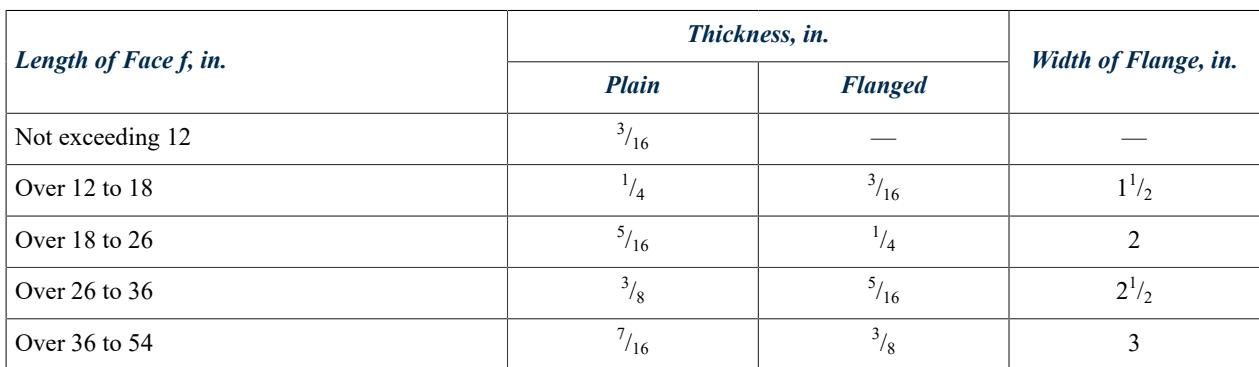 Length of Face f, in. Thickness, in. Width of Flange, in.
Plain Flanged
Not exceeding 12 3/16 — —
Over 12 to 18 1/4 3/16 1 1/2
Over 18 to 26 5/16 1/4 2
Over 26 to 36 3/8 5/16 2 1/2
Over 36 to 54 7/16 3/8 3